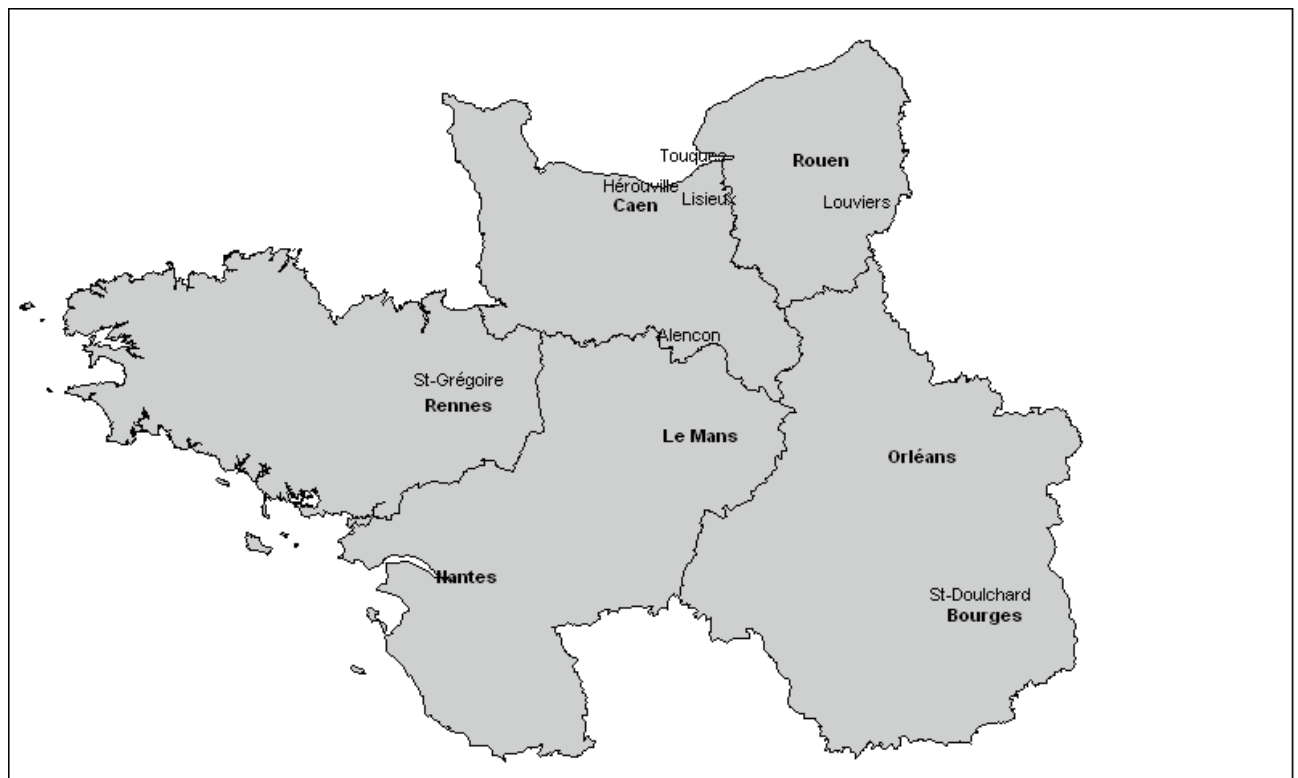 Touques
Rouen
Hérouville
Lisieux
Caen
Louviers
Alencon
St-Grégoire
Rennes
Le Mans
Orléans
Nantes
St-Doulchard
Bourges